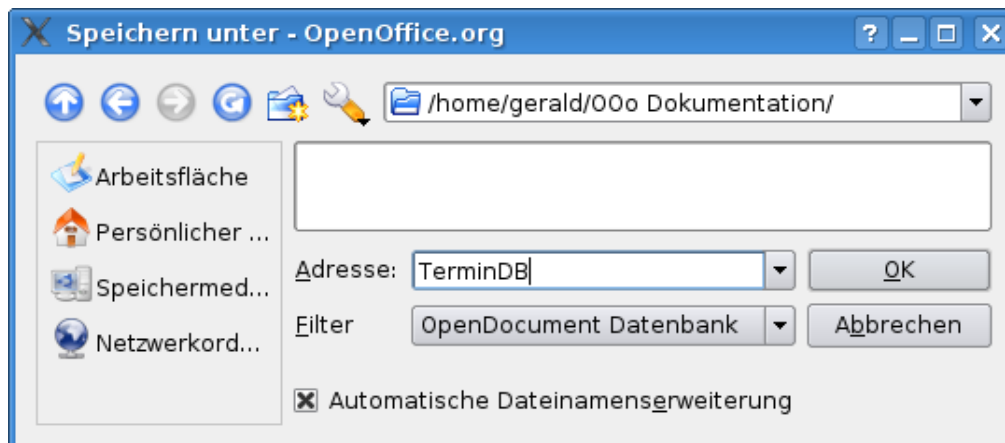 Speichern unter - OpenOffice.org
/home/gerald/OOo Dokumentation/
Arbeitsfläche
Persönlicher ...
Speichermed...
Netzwerkord...
Adresse: TerminDB OK
Filter OpenDocument Datenbank Abbrechen
Automatische Dateinamenserweiterung